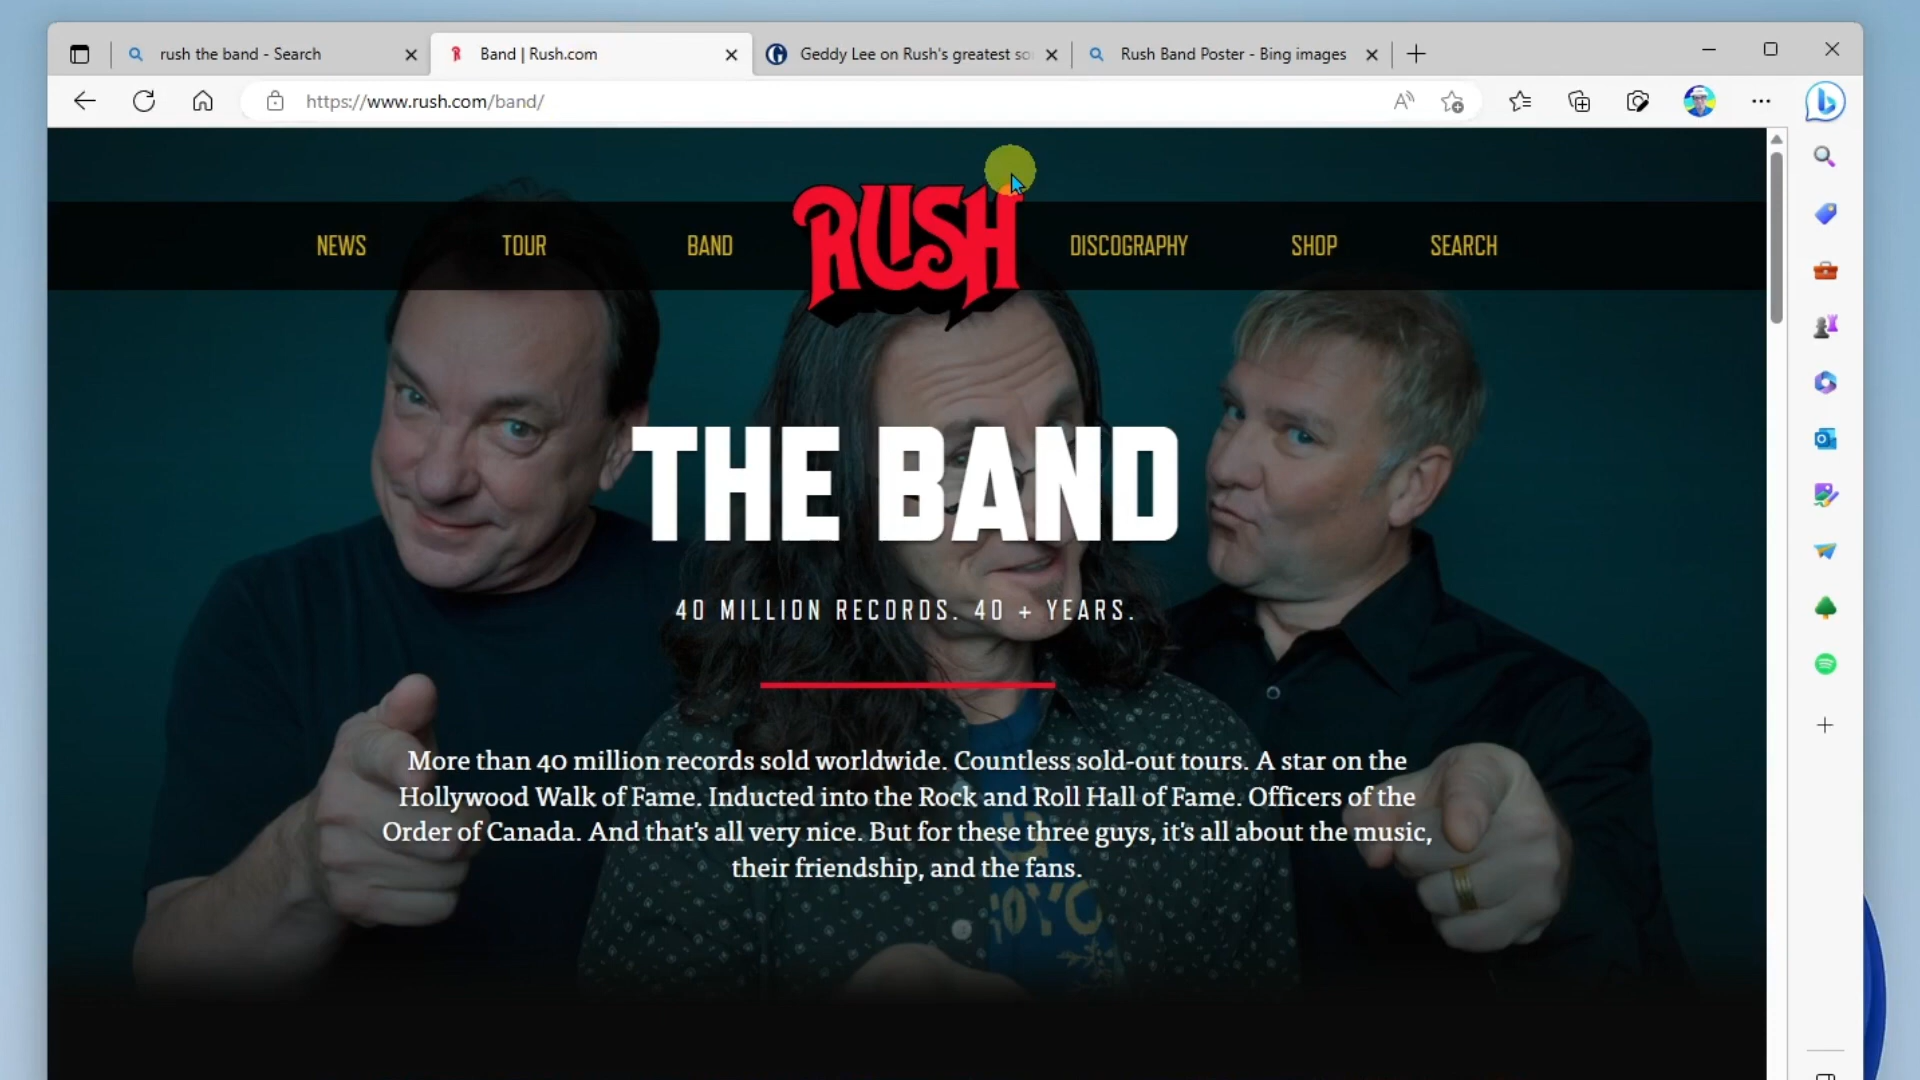 rush the band - Search
Band | Rush.com
Geddy Lee on Rush's greatest so
Rush Band Poster - Bing images
https://www.rush.com/band/
NEWS
TOUR
BAND
RUSH
DISCOGRAPHY
SHOP
SEARCH
THE BAND
40 MILLION RECORDS. 40 + YEARS.
More than 40 million records sold worldwide. Countless sold-out tours. A star on the
Hollywood Walk of Fame. Inducted into the Rock and Roll Hall of Fame. Officers of the
Order of Canada. And that's all very nice. But for these three guys, it's all about the music,
their friendship, and the fans.